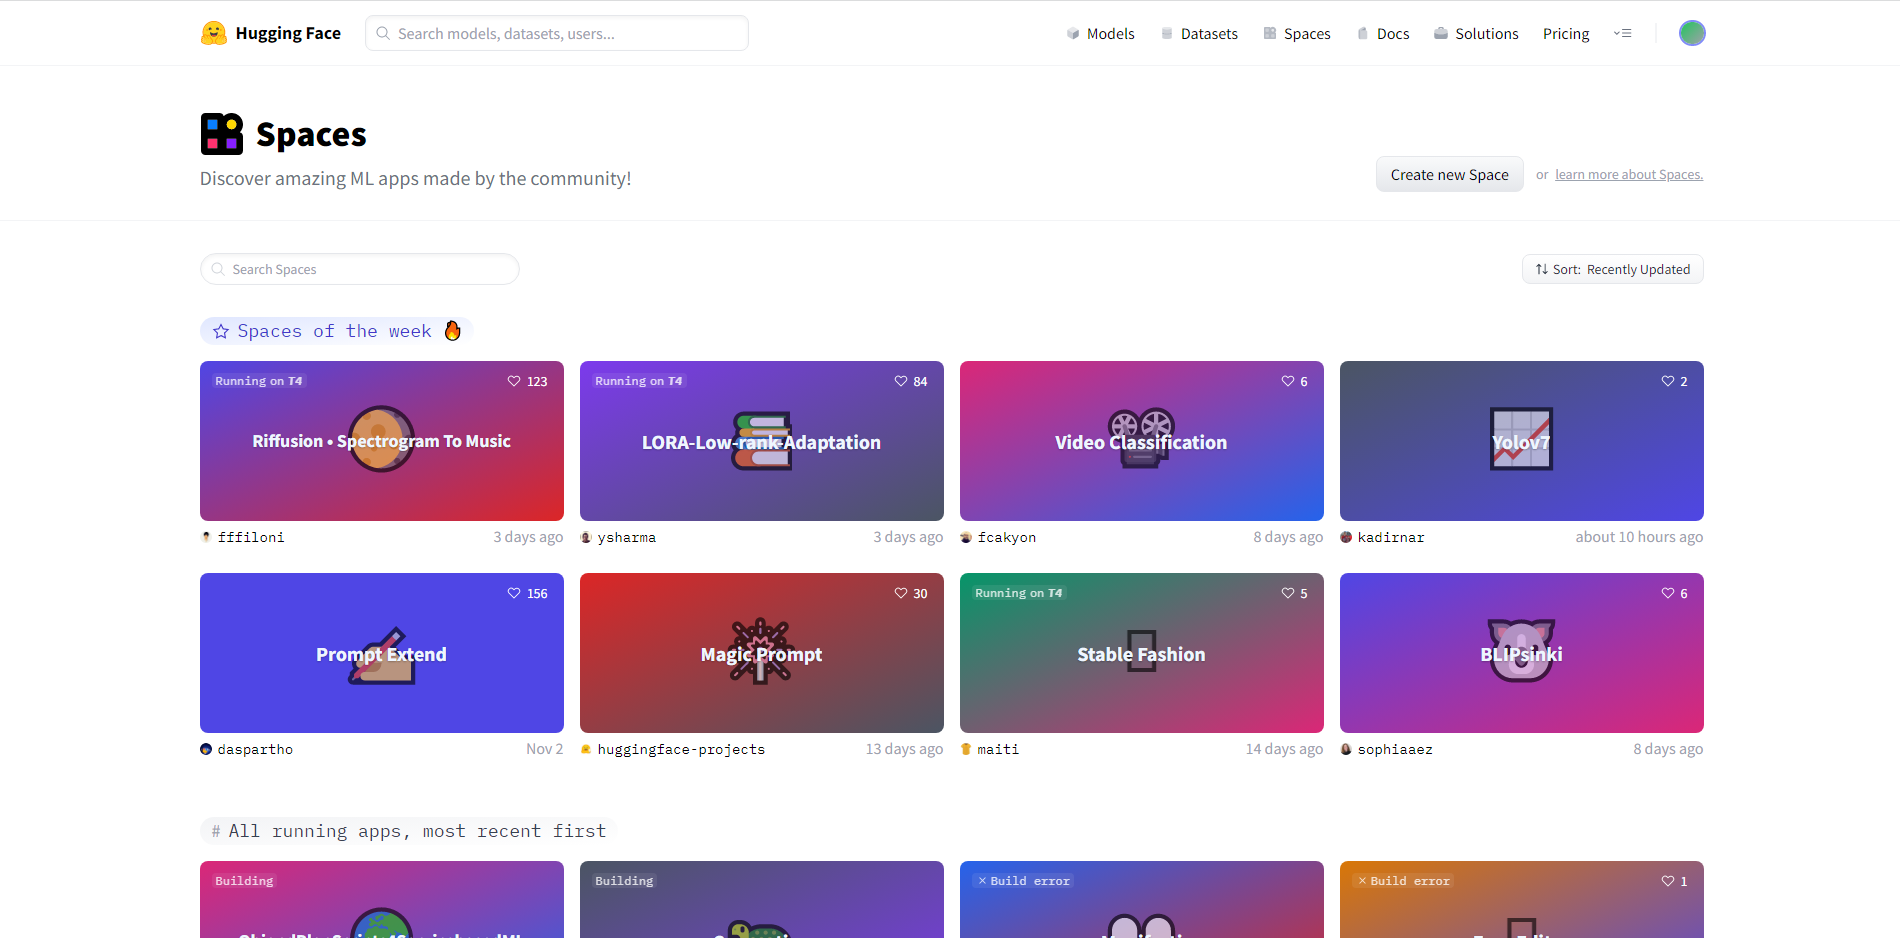 Hugging Face
Search models, datasets, users...
Models
Datasets
Spaces
Docs
Solutions
Pricing
Spaces
Discover amazing ML apps made by the community!
Create new Space
or learn more about Spaces.
Search Spaces
Sort: Recently Updated
Spaces of the week 🔥
Running on T4
123
Riffusion • Spectrogram To Music
fffiloni
3 days ago
Running on T4
84
LORA-Low-rank-Adaptation
ysharma
3 days ago
6
Video Classification
fcakyon
8 days ago
2
Yolov7
kadirnar
about 10 hours ago
156
Prompt Extend
daspartho
Nov 2
30
Magic Prompt
huggingface-projects
13 days ago
Running on T4
5
Stable Fashion
maiti
14 days ago
6
BLIPsinki
sophiaaez
8 days ago
# All running apps, most recent first
Building
Building
× Build error
× Build error
1